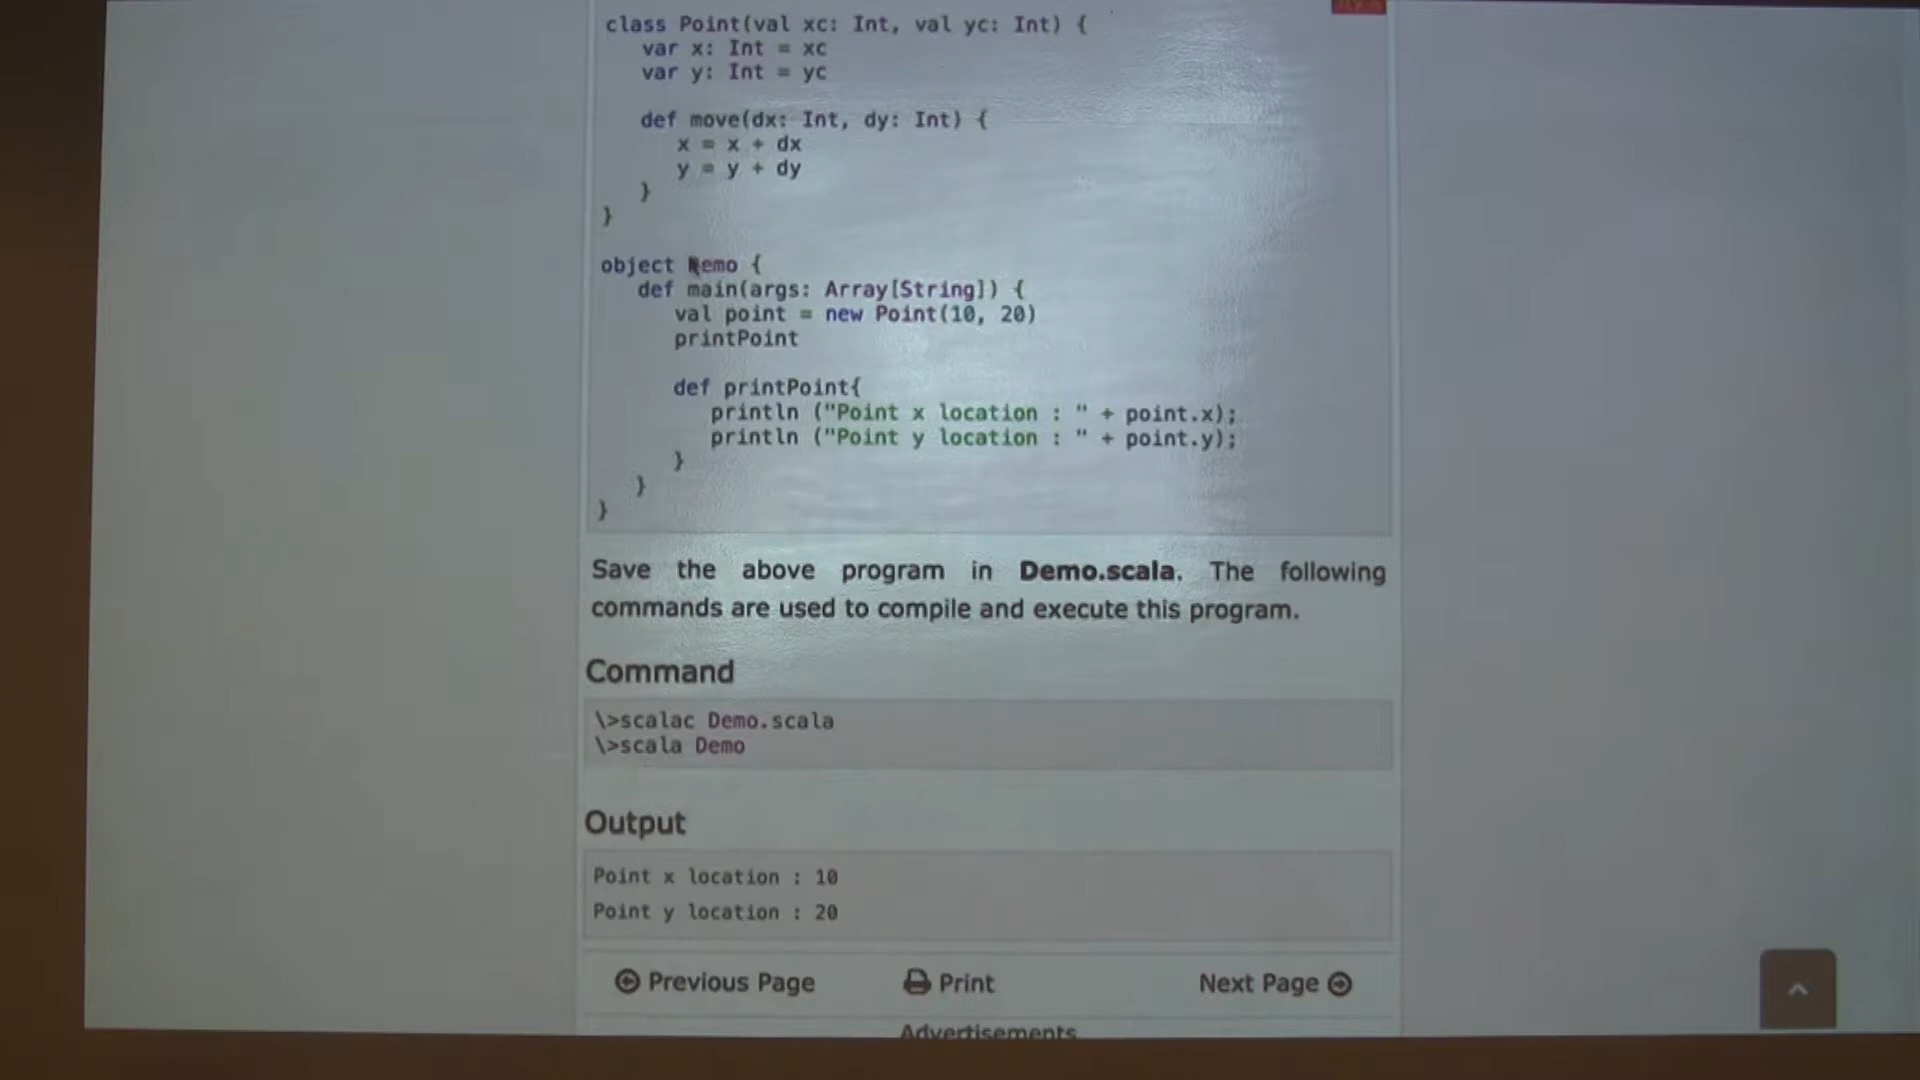 class Point(val xc: Int, val yc: Int) {
   var x: Int = xc
   var y: Int = yc
   def move(dx: Int, dy: Int) {
      x = x + dx
      y = y + dy
   }
}
object Demo {
   def main(args: Array[String]) {
      val point = new Point(10, 20)
      printPoint
      def printPoint{
         println ("Point x location : " + point.x);
         println ("Point y location : " + point.y);
      }
   }
}
Save the above program in Demo.scala. The following
commands are used to compile and execute this program.
Command
\>scalac Demo.scala
\>scala Demo
Output
Point x location : 10
Point y location : 20
Previous Page Print Next Page
Advertisements